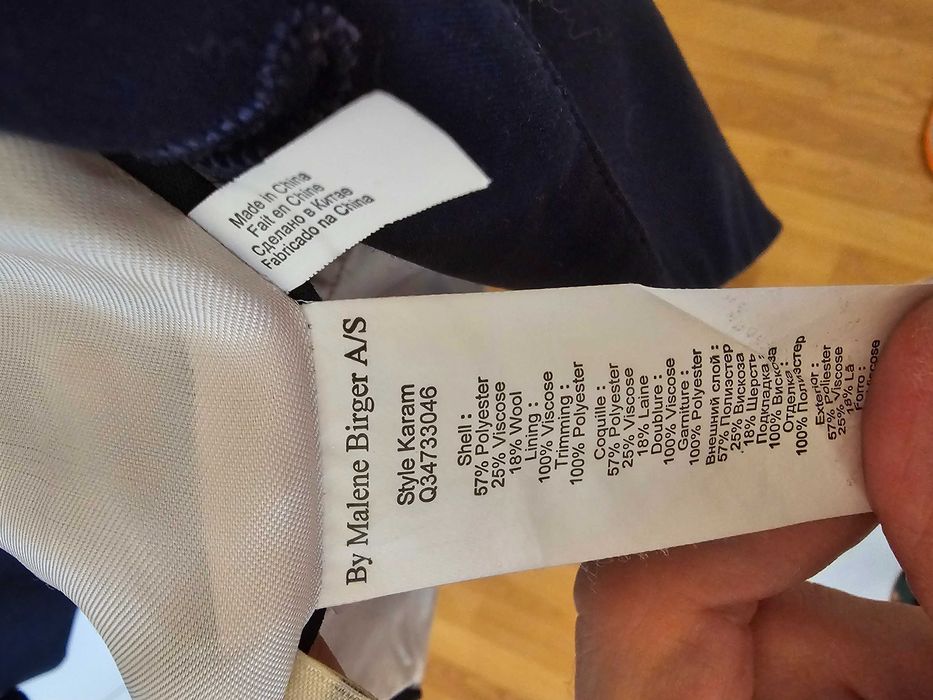 Made in China
Fait en Chine
Сделано в Китае
Fabricado na China
By Malene Birger A/S
Style Karam
Q34733046
Shell :
57% Polyester
25% Viscose
18% Wool
Lining :
100% Viscose
Trimming :
100% Polyester
Coquille :
57% Polyester
25% Viscose
18% Laine
Doublure :
100% Viscose
Garniture :
100% Polyester
Внешний слой :
57% Полиэстер
25% Вискоза
18% Шерсть
Подкладка :
100% Вискоза
Отделка :
100% Полиэстер
Exterior :
57% Poliester
25% Viscose
18% Lã
Forro :